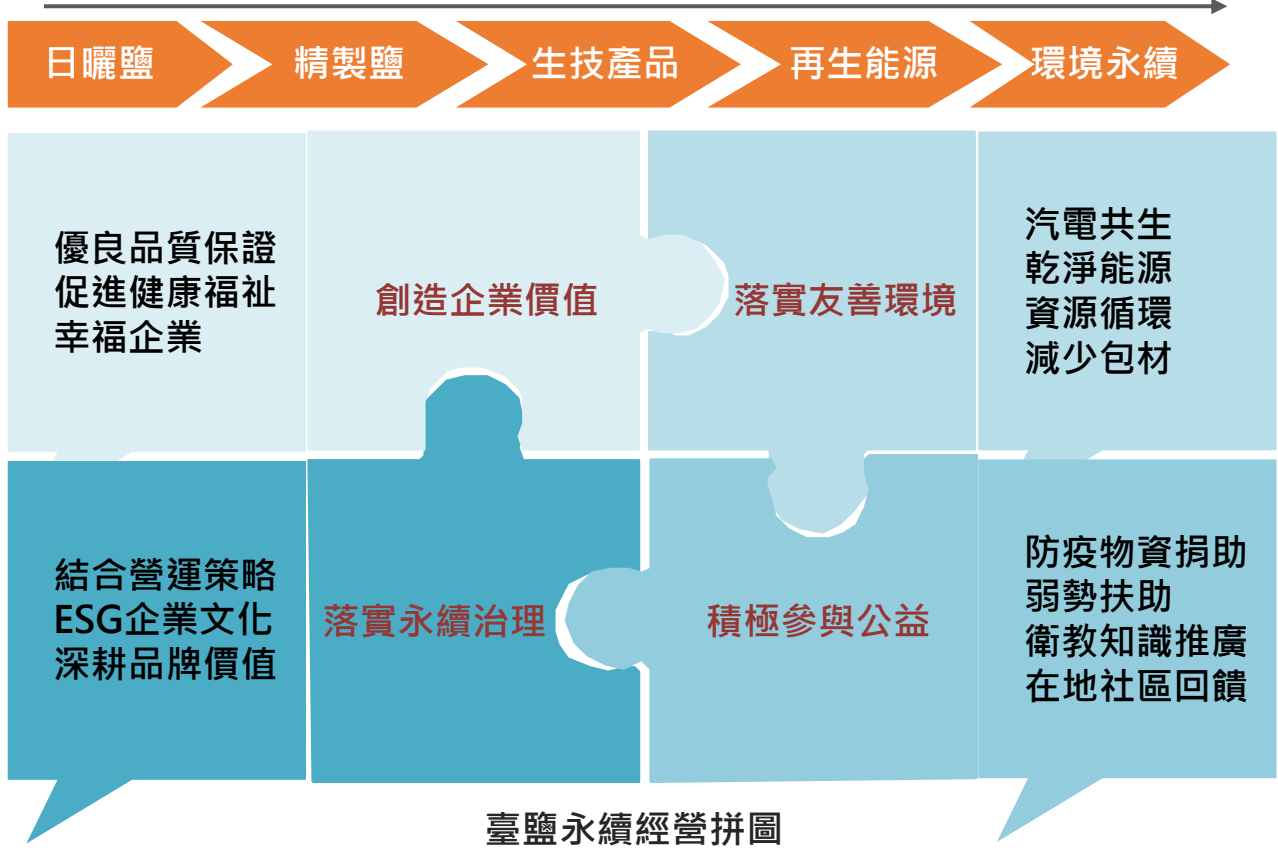 日曬鹽
精製鹽
生技產品
再生能源
環境永續
優良品質保證
促進健康福祉
幸福企業
創造企業價值
落實友善環境
汽電共生
乾淨能源
資源循環
減少包材
結合營運策略
ESG企業文化
深耕品牌價值
落實永續治理
積極參與公益
防疫物資捐助
弱勢扶助
衛教知識推廣
在地社區回饋
臺鹽永續經營拼圖